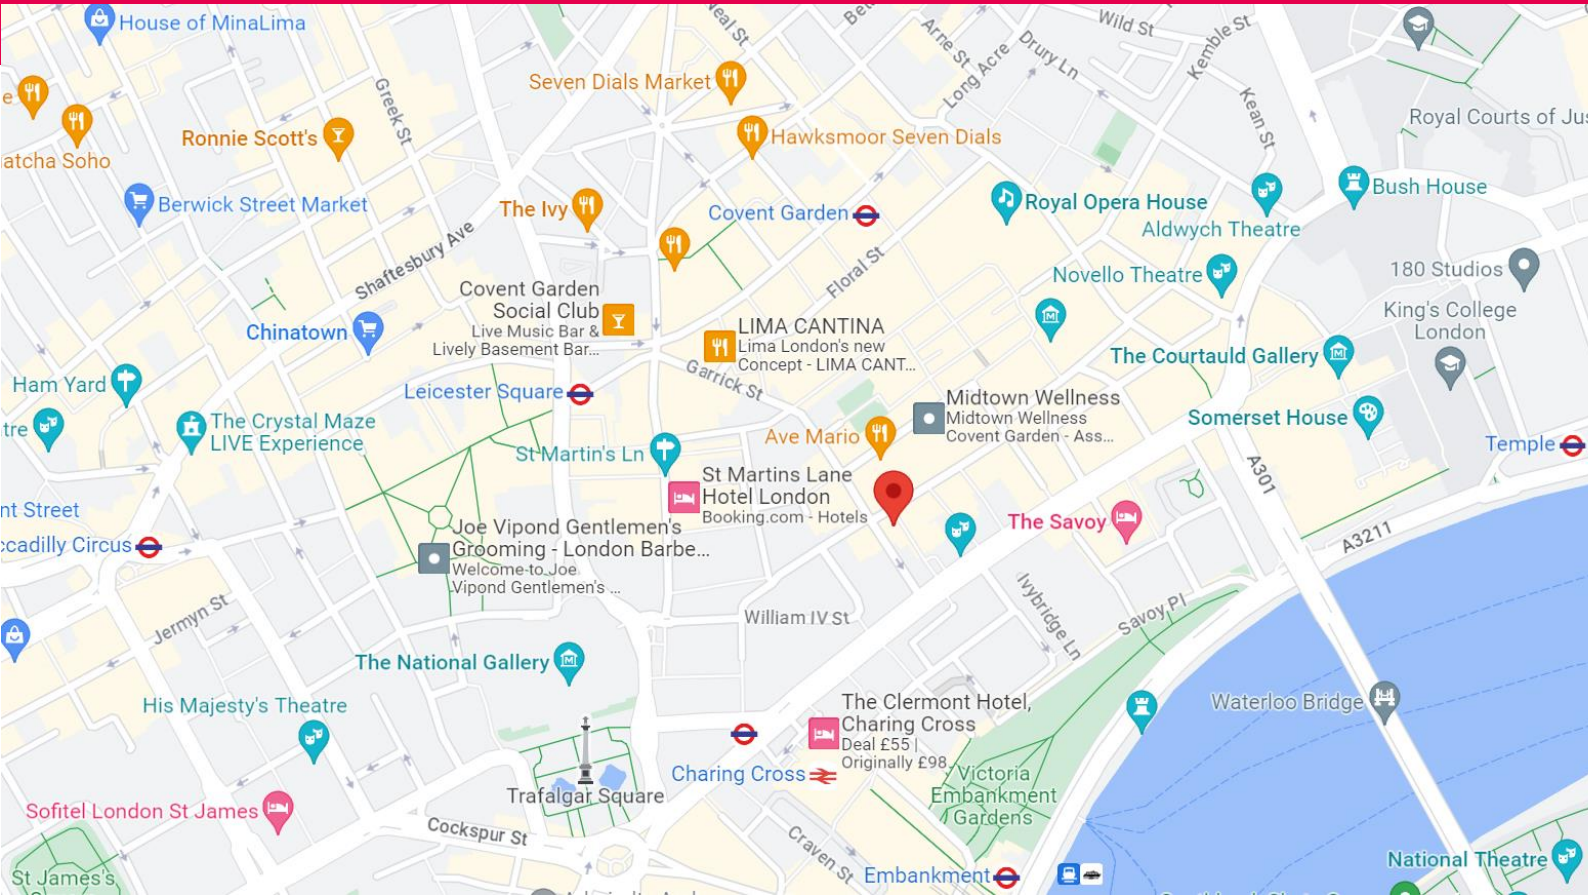 House of MinaLima
Neal St
Wild St
Kemble St
Arne St
Drury Ln
Long Acre
Seven Dials Market
Greek St
Kean St
Royal Courts of Jus
Ronnie Scott's
Hawksmoor Seven Dials
atcha Soho
Bush House
Berwick Street Market
The Ivy
Covent Garden
Royal Opera House
Aldwych Theatre
Shaftesbury Ave
Floral St
Novello Theatre
180 Studios
Covent Garden
Social Club
Live Music Bar &
Lively Basement Bar...
King's College
London
Chinatown
LIMA CANTINA
Lima London's new
Concept - LIMA CANT...
The Courtauld Gallery
Ham Yard
Leicester Square
Garrick St
Midtown Wellness
Midtown Wellness
Covent Garden - Ass...
The Crystal Maze
LIVE Experience
tre
Ave Mario
Somerset House
Temple
St Martin's Ln
A301
St Martins Lane
Hotel London
Booking.com - Hotels
nt Street
The Savoy
Joe Vipond Gentlemen's
Grooming - London Barbe...
Welcome to Joe
Vipond Gentlemen's ...
ccadilly Circus
A3211
Jermyn St
William IV St
Ivybridge Ln
Savoy Pl
The National Gallery
His Majesty's Theatre
The Clermont Hotel,
Charing Cross
Deal £55 |
Originally £98
Waterloo Bridge
Charing Cross
Victoria
Embankment
Gardens
Trafalgar Square
Sofitel London St James
Cockspur St
Craven St
St James's
Embankment
National Theatre